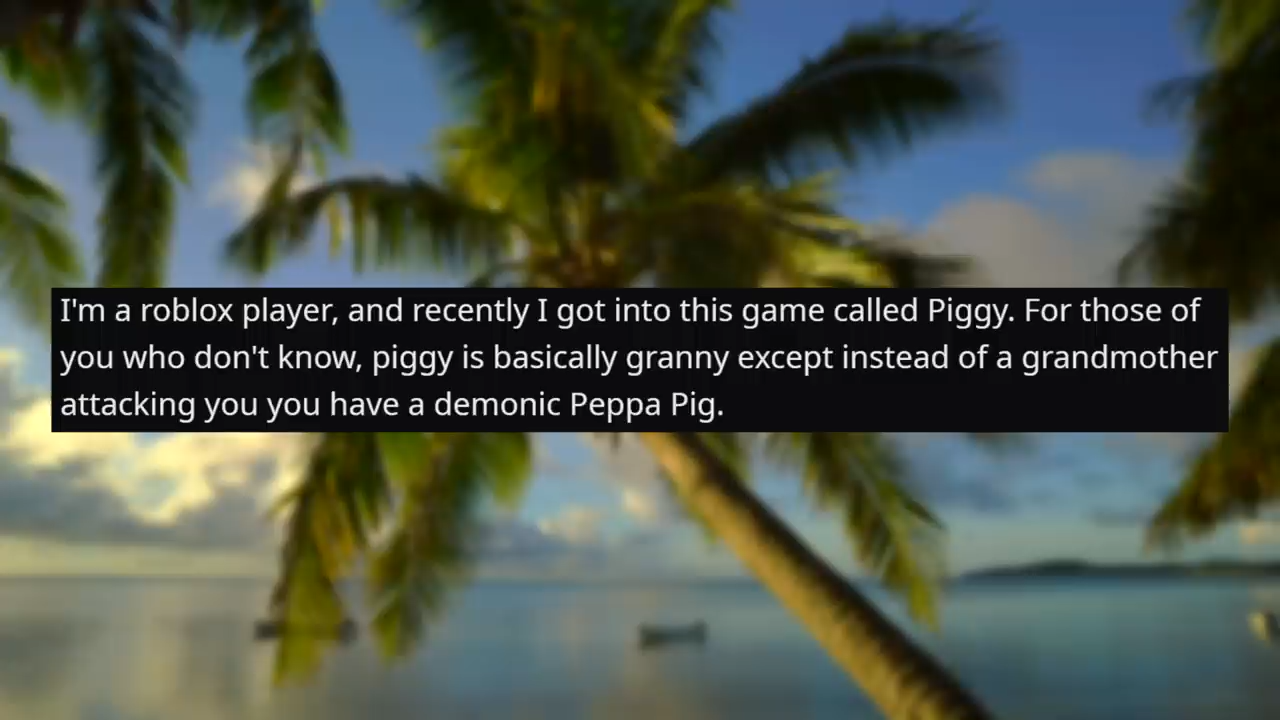 I'm a roblox player, and recently I got into this game called Piggy. For those of
you who don't know, piggy is basically granny except instead of a grandmother
attacking you you have a demonic Peppa Pig.